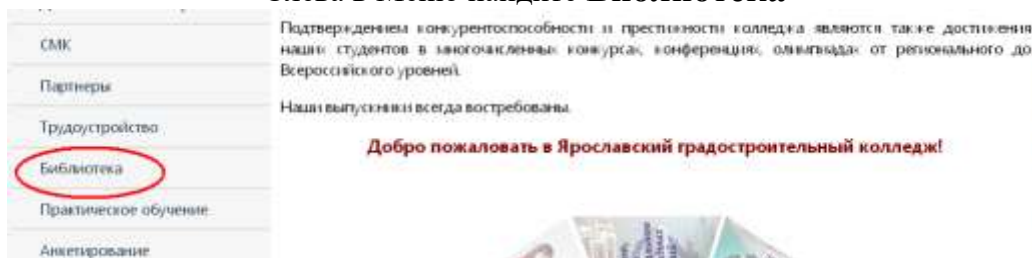 СМК
Партнеры
Трудоустройство
Библиотека
Практическое обучение
Анкетирование
Подтверждением конкурентоспособности и престижности колледжа являются также достижения
наших студентов в многочисленных конкурсах, конференциях, олимпиадах от регионального до
Всероссийского уровней.
Наши выпускники всегда востребованы.
Добро пожаловать в Ярославский градостроительный колледж!